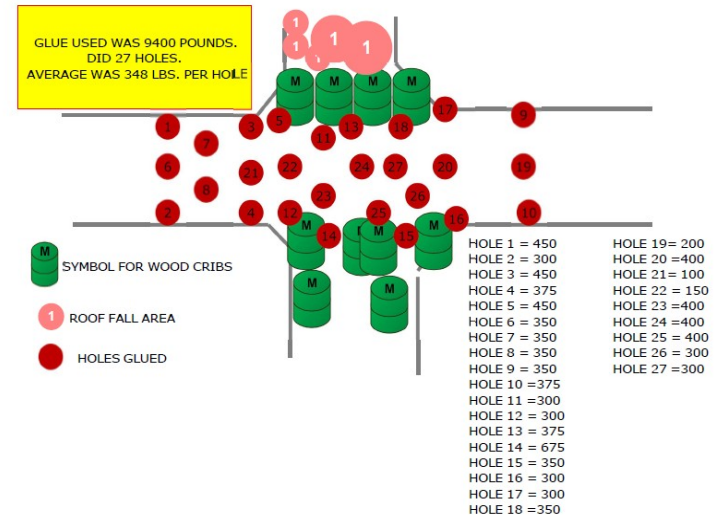 GLUE USED WAS 9400 POUNDS.
DID 27 HOLES.
AVERAGE WAS 348 LBS. PER HOLE
1
1
1
1
1
M
M
M
M
17
9
1
3
5
11
13
18
7
6
21
22
24
27
20
19
8
23
26
2
4
12
25
16
10
M
14
M
15
M
M
M
M
SYMBOL FOR WOOD CRIBS
1
ROOF FALL AREA
HOLES GLUED
HOLE 1 = 450
HOLE 2 = 300
HOLE 3 = 450
HOLE 4 = 375
HOLE 5 = 450
HOLE 6 = 350
HOLE 7 = 350
HOLE 8 = 350
HOLE 9 = 350
HOLE 10 =375
HOLE 11 =300
HOLE 12 = 300
HOLE 13 = 375
HOLE 14 = 675
HOLE 15 = 350
HOLE 16 = 300
HOLE 17 = 300
HOLE 18 =350
HOLE 19= 200
HOLE 20 =400
HOLE 21= 100
HOLE 22 = 150
HOLE 23 =400
HOLE 24 =400
HOLE 25 = 400
HOLE 26 = 300
HOLE 27 =300